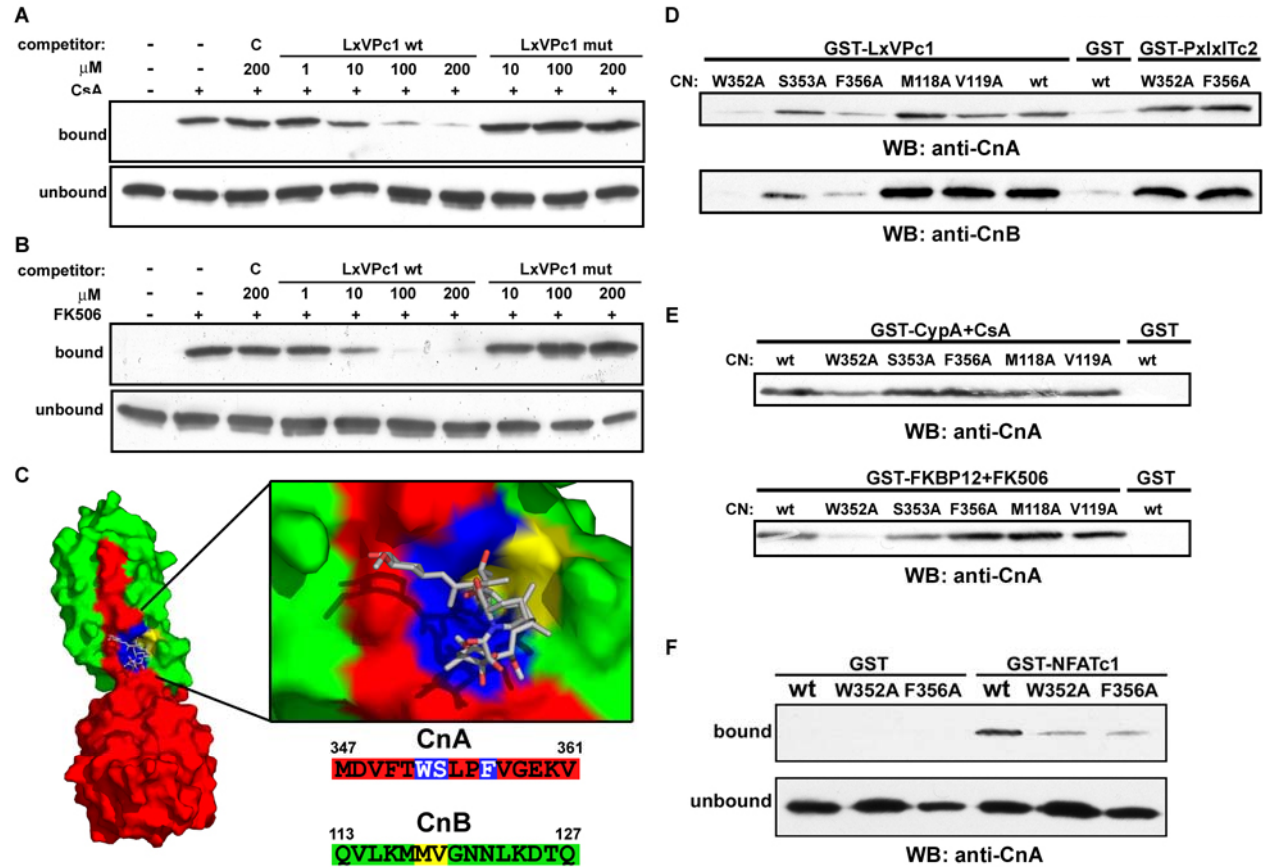 A
competitor: - - C LxVPc1 wt LxVPc1 mut
μM - - 200 1 10 100 200 10 100 200
CsA - + + + + + + + + +
bound
unbound
B
competitor: - - C LxVPc1 wt LxVPc1 mut
μM - - 200 1 10 100 200 10 100 200
FK506 - + + + + + + + + +
bound
unbound
C
CnA
347 361
MDVFTWSLPFVGEKV
CnB
113 127
QVLKMMVGNNLKDTQ
D
GST-LxVPc1 GST GST-PxIxITc2
CN: W352A S353A F356A M118A V119A wt wt W352A F356A
WB: anti-CnA
WB: anti-CnB
E
GST-CypA+CsA GST
CN: wt W352A S353A F356A M118A V119A wt
WB: anti-CnA
GST-FKBP12+FK506 GST
CN: wt W352A S353A F356A M118A V119A wt
WB: anti-CnA
F
GST GST-NFATc1
wt W352A F356A wt W352A F356A
bound
unbound
WB: anti-CnA